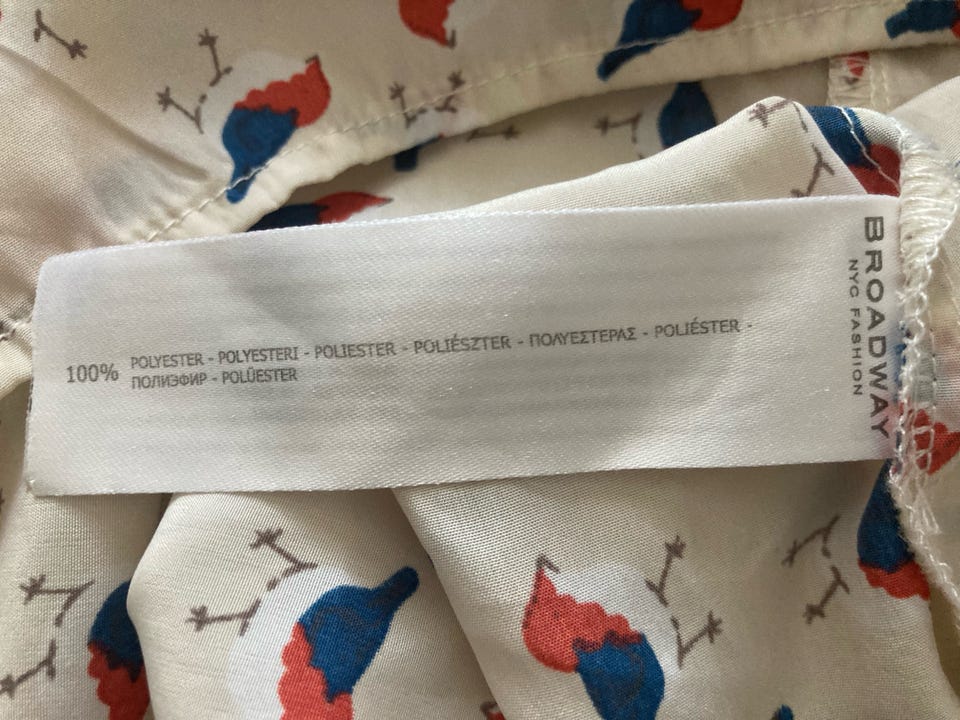 100% POLYESTER - POLYESTERI - POLIESTER - POLIÉSZTER - ΠΟΛΥΕΣΤΕΡΑΣ - POLIÉSTER -
ПОЛИЭФИР - POLÜESTER
BROADWAY
NYC FASHION